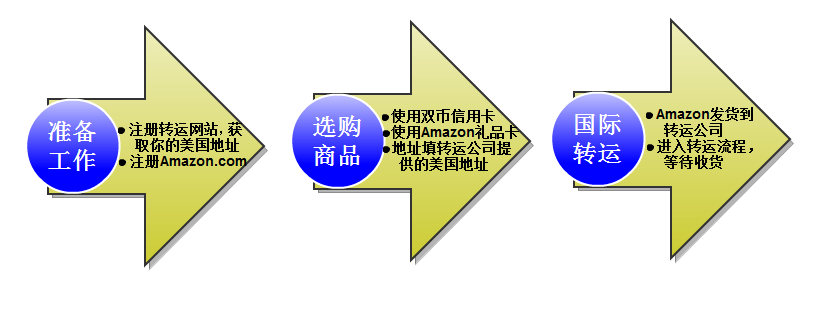 准备
工作
● 注册转运网站，获
取你的美国地址
● 注册Amazon.com
选购
商品
●使用双币信用卡
●使用Amazon礼品卡
●地址填转运公司提
供的美国地址
国际
转运
●Amazon发货到
转运公司
●进入转运流程，
等待收货